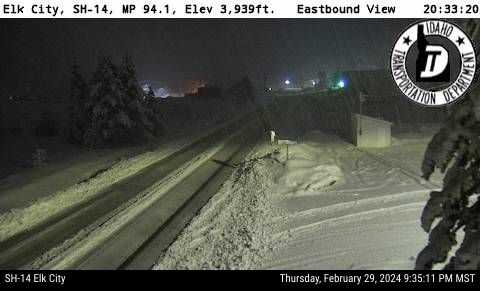 Elk City, SH-14, MP 94.1, Elev 3,939ft. Eastbound View 20:33:20
IDAHO
TRANSPORTATION DEPARTMENT
SH-14 Elk City Thursday, February 29, 2024 9:35:11 PM MST